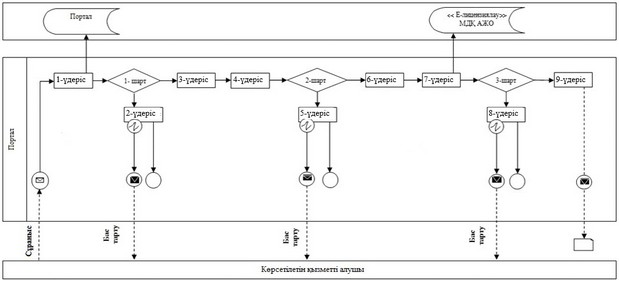 Портал
<< Е-лицензиялау>>
МДҚ АЖО
1-үдеріс
1- шарт
3-үдеріс
4-үдеріс
2-шарт
6-үдеріс
7-үдеріс
3-шарт
9-үдеріс
2-үдеріс
5-үдеріс
8-үдеріс
Портал
Сұраныс
Бас
тарту
Бас
тарту
Бас
тарту
Көрсетілетін қызметті алушы